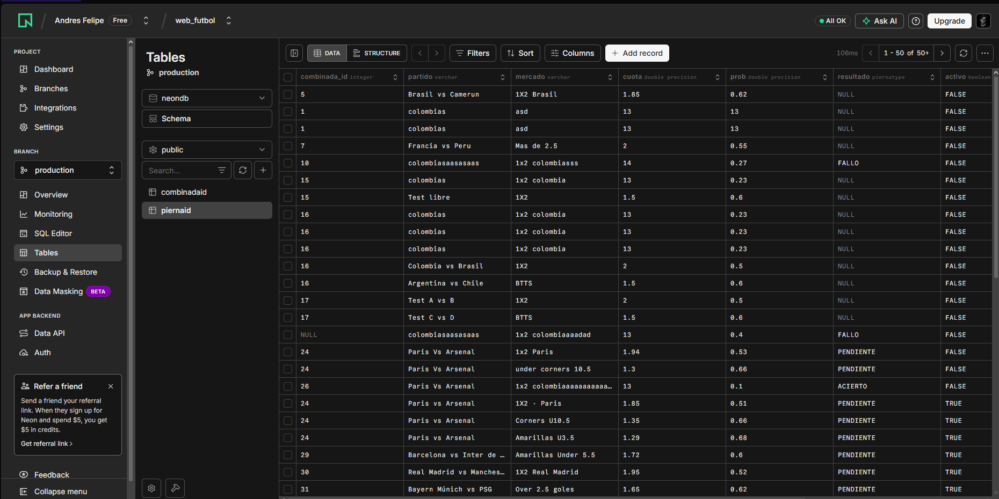 Andres Felipe Free
web_futbol
All OK
Ask AI
Upgrade
PROJECT
Dashboard
Branches
Integrations
Settings
BRANCH
production
Overview
Monitoring
SQL Editor
Tables
Backup & Restore
Data Masking BETA
APP BACKEND
Data API
Auth
Refer a friend
Send a friend your referral
link. When they sign up for
Neon and spend $5, you get
$5 in credits.
Get referral link
Feedback
Collapse menu
Tables
production
neondb
Schema
public
Search...
combinadaid
piernaid
DATA STRUCTURE Filters Sort Columns Add record 106ms 1 - 50 of 50+
combinada_id integer partido varchar mercado varchar cuota double precision prob double precision resultado piernatype activo boolean
5 Brasil vs Camerun 1X2 Brasil 1.85 0.62 NULL FALSE
1 colombias asd 13 13 NULL FALSE
1 colombias asd 13 13 NULL FALSE
7 Francia vs Peru Mas de 2.5 2 0.55 NULL FALSE
10 colombiasaasasaas 1x2 colombiasss 14 0.27 FALLO FALSE
15 colombias 1x2 colombia 13 0.23 NULL FALSE
15 Test libre 1X2 1.5 0.6 NULL FALSE
16 colombias 1x2 colombia 13 0.23 NULL FALSE
16 colombias 1x2 colombia 13 0.23 NULL FALSE
16 colombias 1x2 colombia 13 0.23 NULL FALSE
16 Colombia vs Brasil 1X2 2 0.5 NULL FALSE
16 Argentina vs Chile BTTS 1.5 0.6 NULL FALSE
17 Test A vs B 1X2 2 0.5 NULL FALSE
17 Test C vs D BTTS 1.5 0.6 NULL FALSE
NULL colombiasaasasaas 1x2 colombiaaaadad 13 0.4 FALLO FALSE
24 Paris Vs Arsenal 1x2 Paris 1.94 0.53 PENDIENTE FALSE
24 Paris Vs Arsenal under corners 10.5 1.3 0.66 PENDIENTE FALSE
26 Paris Vs Arsenal 1x2 colombiaaaaaaaaaaa… 13 0.1 ACIERTO FALSE
24 Paris vs Arsenal 1X2 · Paris 1.85 0.51 PENDIENTE TRUE
24 Paris vs Arsenal Corners U10.5 1.35 0.66 PENDIENTE TRUE
24 Paris vs Arsenal Amarillas U3.5 1.29 0.68 PENDIENTE TRUE
29 Barcelona vs Inter de … Amarillas Under 5.5 1.72 0.6 PENDIENTE TRUE
30 Real Madrid vs Manches… 1X2 Real Madrid 1.95 0.52 PENDIENTE TRUE
31 Bayern Múnich vs PSG Over 2.5 goles 1.65 0.62 PENDIENTE TRUE